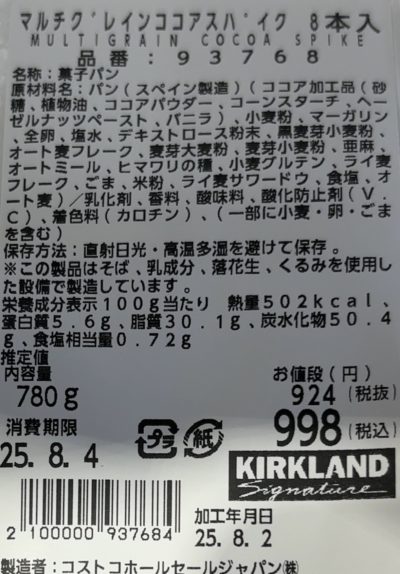 マルチグレインココアスパイク 8本入
MULTIGRAIN COCOA SPIKE
品番:93768
名称:菓子パン
原材料名:パン(スペイン製造)(ココア加工品(砂
糖、植物油、ココアパウダー、コーンスターチ、ヘー
ゼルナッツペースト、バニラ)、小麦粉、マーガリン
、全卵、塩水、デキストロース粉末、黒麦芽小麦粉、
オート麦フレーク、麦芽大麦粉、麦芽小麦粉、亜麻、
オートミール、ヒマワリの種、小麦グルテン、ライ麦
フレーク、ごま、米粉、ライ麦サワードウ、食塩、オ
ート麦)/乳化剤、香料、酸味料、酸化防止剤(V.
C)、着色料(カロチン)、(一部に小麦・卵・ごま
を含む)
保存方法:直射日光・高温多湿を避けて保存。
※この製品はそば、乳成分、落花生、くるみを使用し
た設備で製造しています。
栄養成分表示100g当たり 熱量502kcal、
蛋白質5.6g、脂質30.1g、炭水化物50.4
g、食塩相当量0.72g
推定値
内容量 お値段(円)
780g 924(税抜)
消費期限 プラ 紙 998(税込)
25.8.4 KIRKLAND
Signature
加工年月日
2 100000 937684 25.8.2
製造者:コストコホールセールジャパン㈱